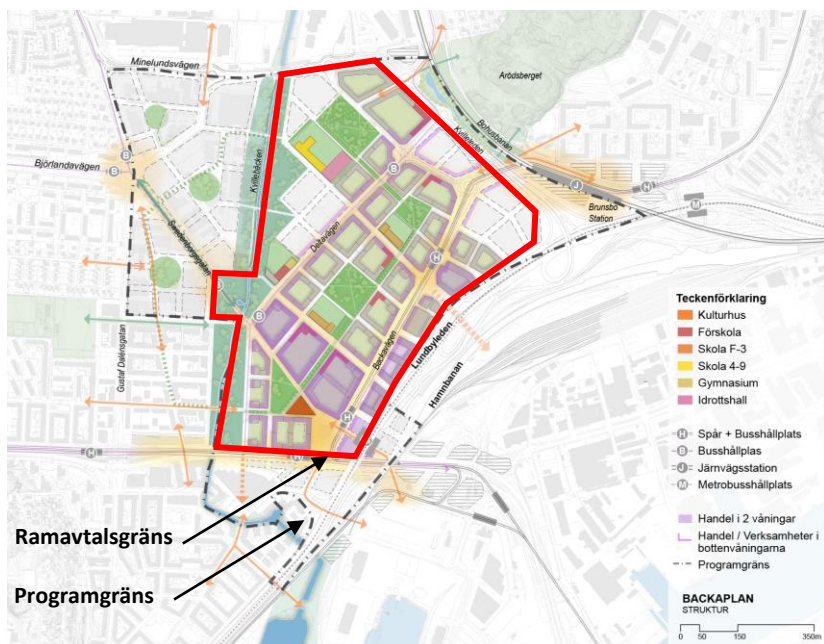 Minelundsvägen
Arödsberget
Bohusbanan
Kvilleleden
Kvillebäcken
Björlandavägen
B
B
J
H
Brunsbo
Station
M
Swedenborgsgatan
Deltavägen
H
B
Gustaf Dalénsgatan
Backavägen
Lundbyleden
Hamnbanan
H
H
H
Ramavtalsgräns
Programgräns
Teckenförklaring
Kulturhus
Förskola
Skola F-3
Skola 4-9
Gymnasium
Idrottshall
H Spår + Busshållplats
B Busshållplas
J Järnvägsstation
M Metrobusshållplats
Handel i 2 våningar
Handel / Verksamheter i
bottenvåningarna
Programgräns
BACKAPLAN
STRUKTUR
0 50 150 350m